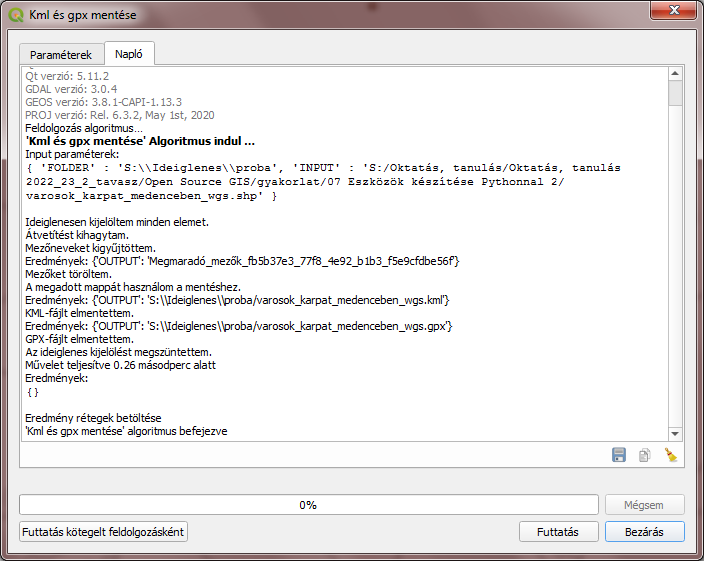 Kml és gpx mentése
Paraméterek
Napló
Qt verzió: 5.11.2
GDAL verzió: 3.0.4
GEOS verzió: 3.8.1-CAPI-1.13.3
PROJ verzió: Rel. 6.3.2, May 1st, 2020
Feldolgozás algoritmus…
'Kml és gpx mentése' Algoritmus indul …
Input paraméterek:
{ 'FOLDER' : 'S:\\Ideiglenes\\proba', 'INPUT' : 'S:/Oktatás, tanulás/Oktatás, tanulás
2022_23_2_tavasz/Open Source GIS/gyakorlat/07 Eszközök készítése Pythonnal 2/
varosok_karpat_medenceben_wgs.shp' }
Ideiglenesen kijelöltem minden elemet.
Átvetítést kihagytam.
Mezőneveket kigyűjtöttem.
Eredmények: {'OUTPUT': 'Megmaradó_mezők_fb5b37e3_77f8_4e92_b1b3_f5e9cfdbe56f'}
Mezőket töröltem.
A megadott mappát használom a mentéshez.
Eredmények: {'OUTPUT': 'S:\\Ideiglenes\\proba/varosok_karpat_medenceben_wgs.kml'}
KML-fájlt elmentettem.
Eredmények: {'OUTPUT': 'S:\\Ideiglenes\\proba/varosok_karpat_medenceben_wgs.gpx'}
GPX-fájlt elmentettem.
Az ideiglenes kijelölést megszüntettem.
Művelet teljesítve 0.26 másodperc alatt
Eredmények:
{}
Eredmény rétegek betöltése
'Kml és gpx mentése' algoritmus befejezve
0%
Mégsem
Futtatás kötegelt feldolgozásként
Futtatás
Bezárás